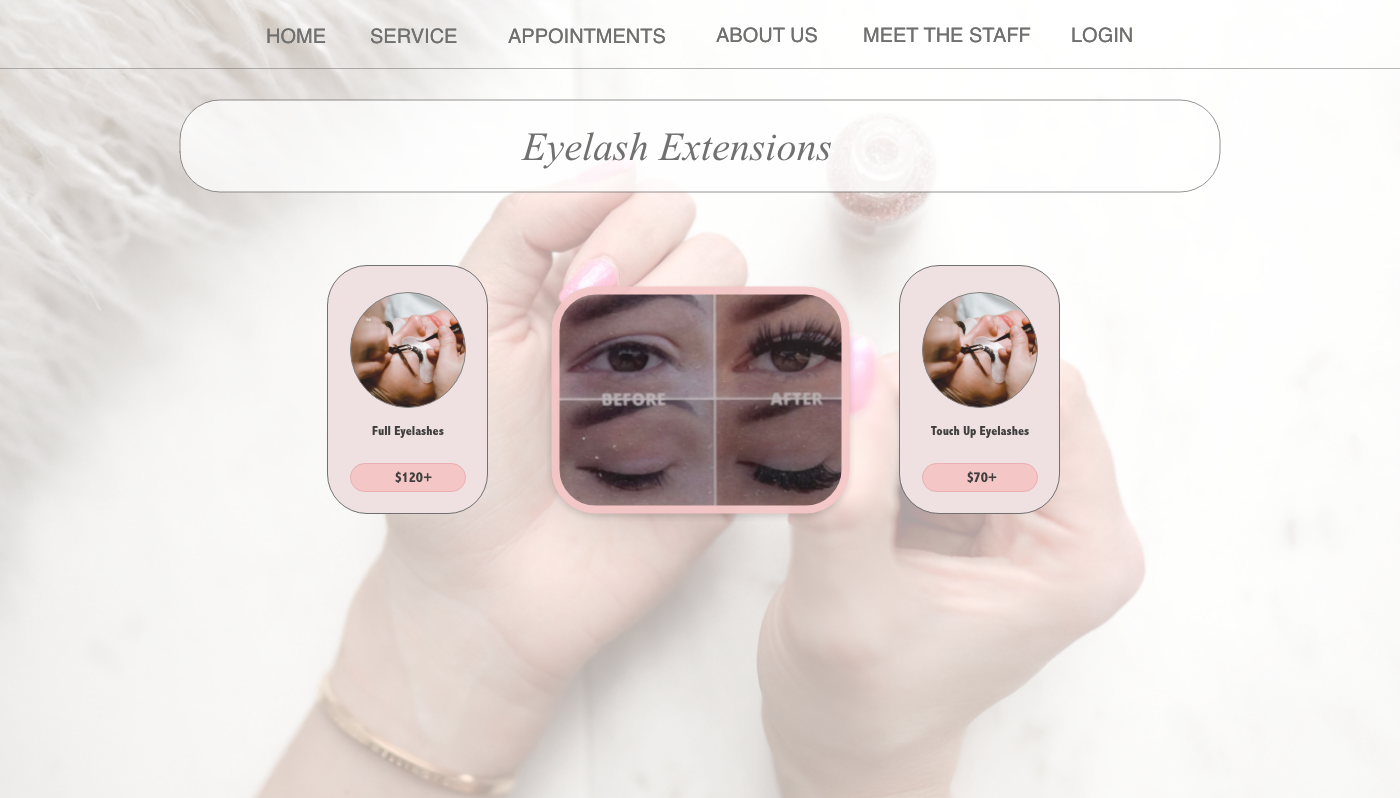 HOME SERVICE APPOINTMENTS ABOUT US MEET THE STAFF LOGIN
Eyelash Extensions
BEFORE AFTER
Full Eyelashes
$120+
Touch Up Eyelashes
$70+